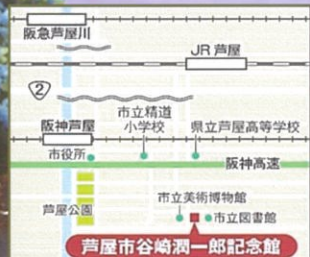 阪急芦屋川
JR 芦屋
2
市立精道
小学校
阪神芦屋
県立芦屋高等学校
市役所
阪神高速
市立美術博物館
芦屋公園
市立図書館
芦屋市谷崎潤一郎記念館